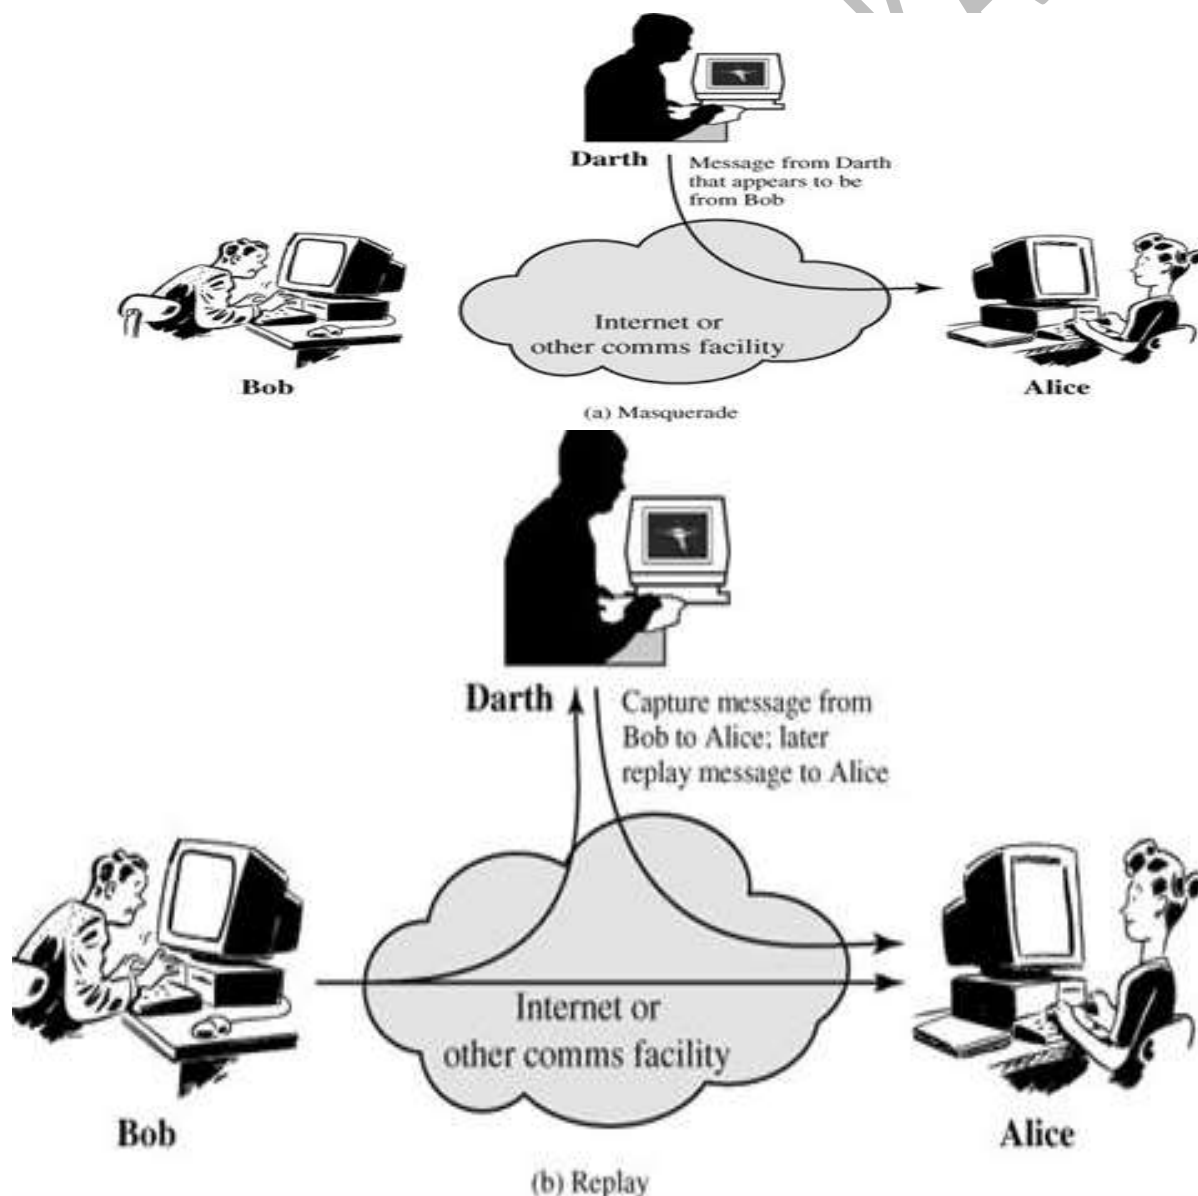 Darth
Message from Darth
that appears to be
from Bob
Internet or
other comms facility
Bob
Alice
(a) Masquerade
Darth
Capture message from
Bob to Alice; later
replay message to Alice
Internet or
other comms facility
Bob
Alice
(b) Replay